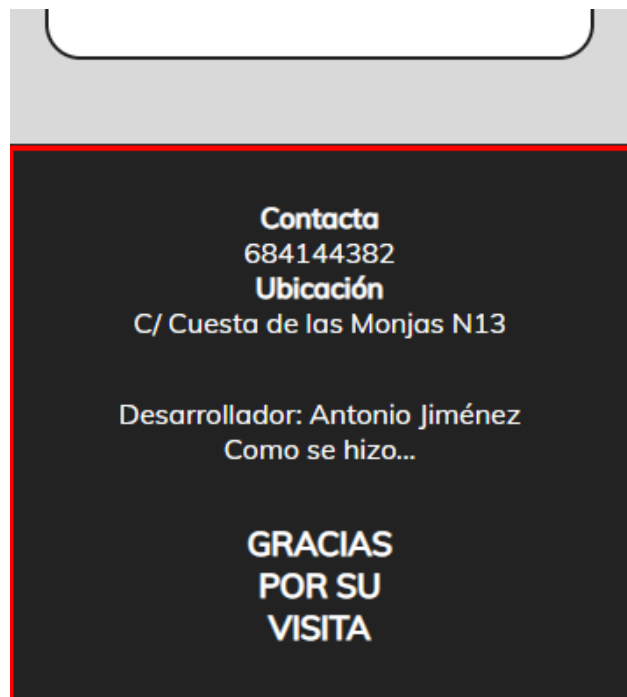 Contacta
684144382
Ubicación
C/ Cuesta de las Monjas N13
Desarrollador: Antonio Jiménez
Como se hizo...
GRACIAS
POR SU
VISITA